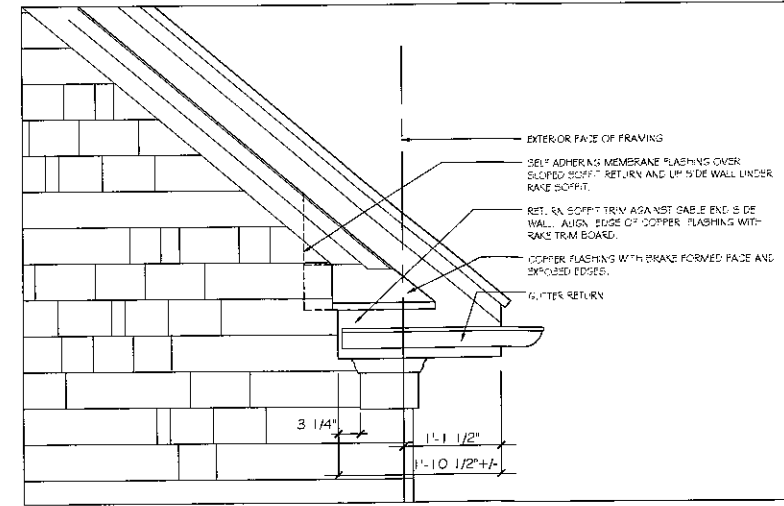 EXTERIOR FACE OF FRAMING
SELF ADHERING MEMBRANE FLASHING OVER
SLOPED SOFFIT RETURN AND UP SIDE WALL UNDER
RAKE SOFFIT.
RETURN SOFFIT TRIM AGAINST GABLE END SIDE
WALL. ALIGN EDGE OF COPPER FLASHING WITH
RAKE TRIM BOARD.
COPPER FLASHING WITH BRAKE FORMED FACE AND
EXPOSED EDGES.
GUTTER RETURN
3 1/4"
1'-1 1/2"
1'-10 1/2"+/-